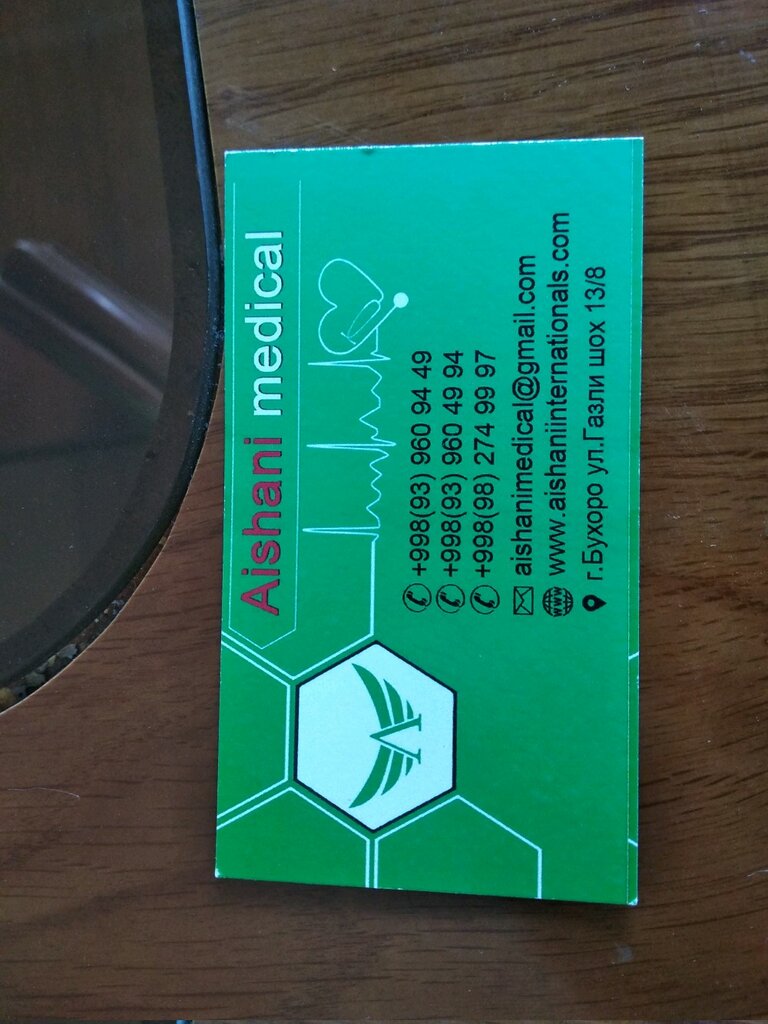 Aishani medical
+998(93) 960 94 49
+998(93) 960 49 94
+998(98) 274 99 97
aishanimedical@gmail.com
www.aishaniinternationals.com
г.Бухоро ул.Газли шох 13/8
WWW
A